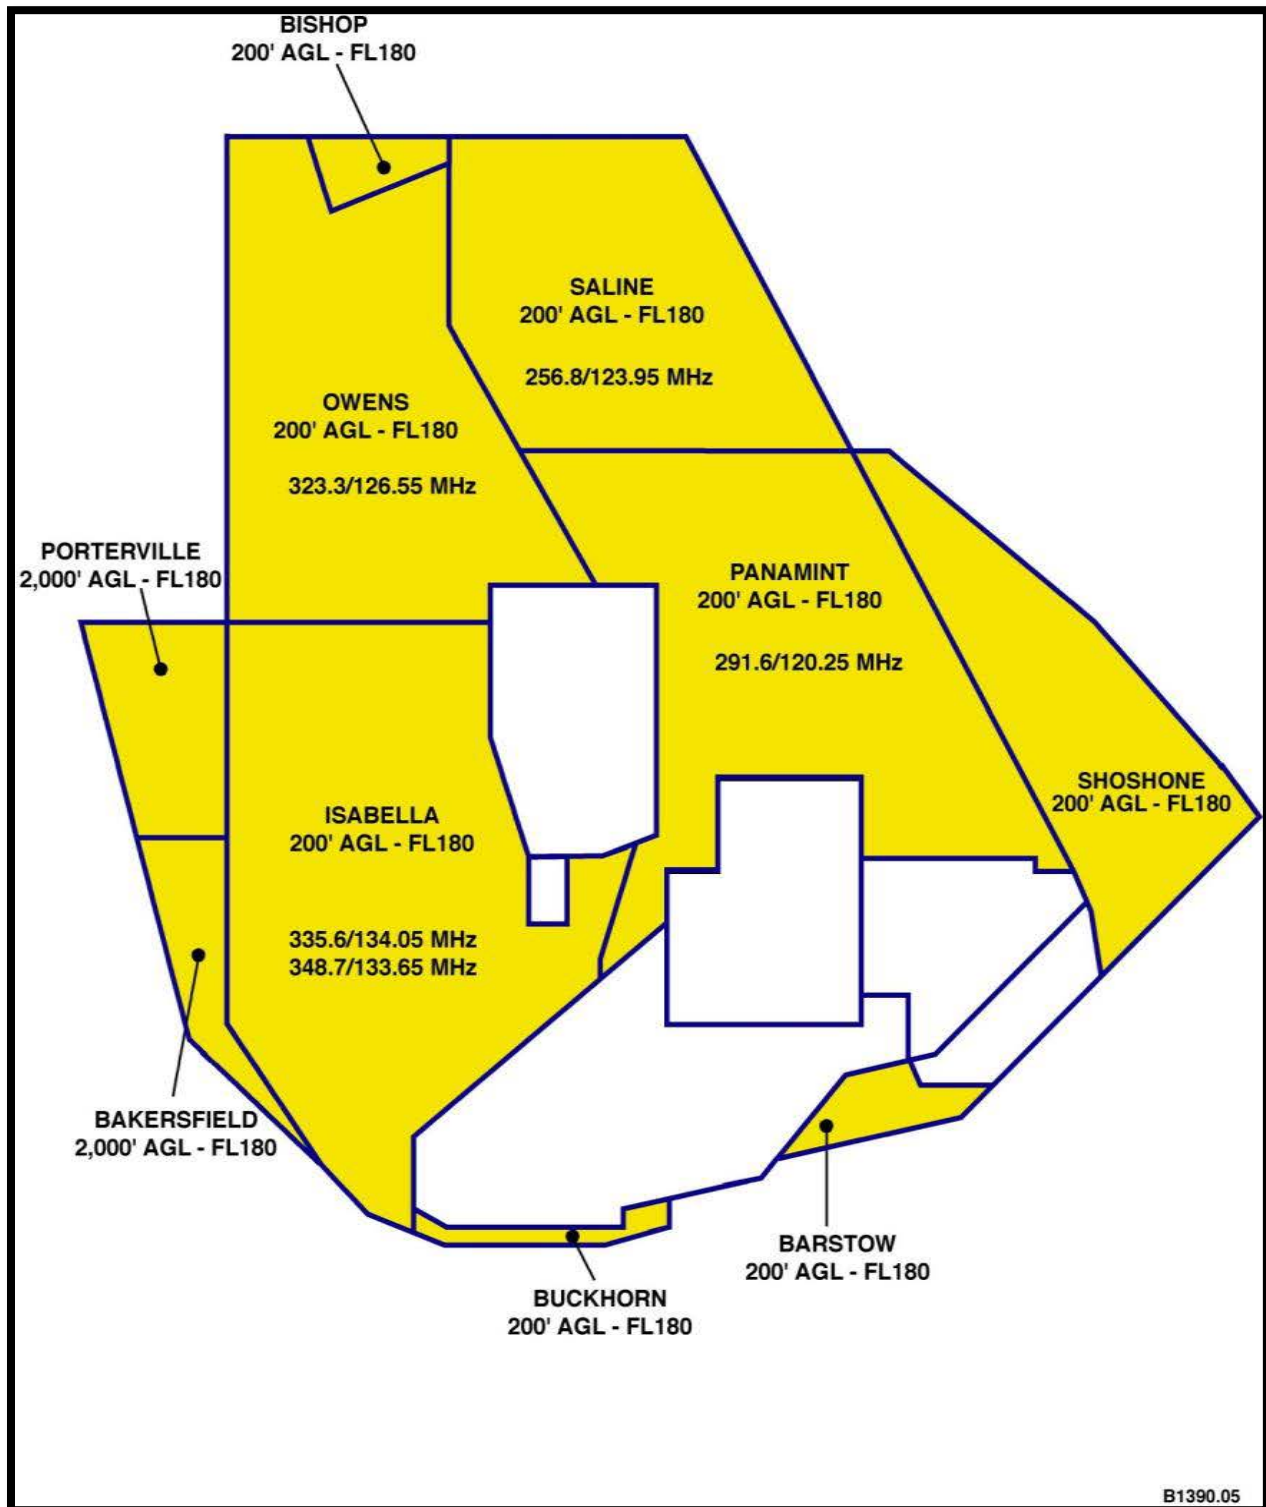 BISHOP
200' AGL - FL180
SALINE
200' AGL - FL180
256.8/123.95 MHz
OWENS
200' AGL - FL180
323.3/126.55 MHz
PORTERVILLE
2,000' AGL - FL180
PANAMINT
200' AGL - FL180
291.6/120.25 MHz
SHOSHONE
200' AGL - FL180
ISABELLA
200' AGL - FL180
335.6/134.05 MHz
348.7/133.65 MHz
BAKERSFIELD
2,000' AGL - FL180
BARSTOW
200' AGL - FL180
BUCKHORN
200' AGL - FL180
B1390.05